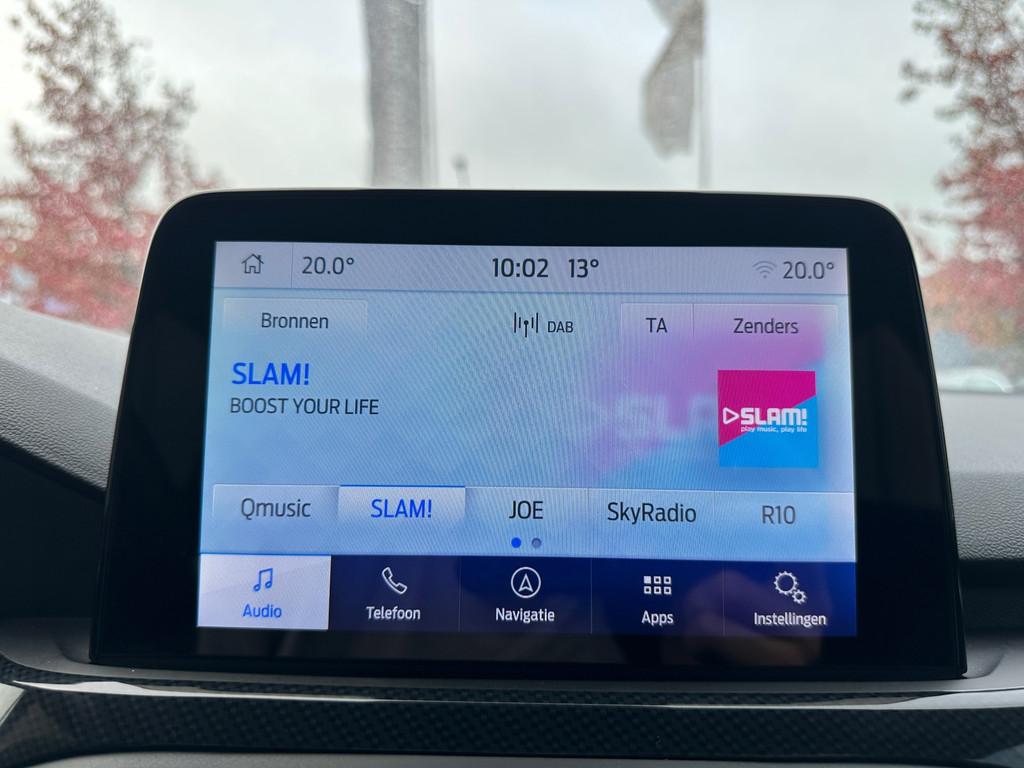 20.0° 10:02 13° 20.0°
Bronnen DAB TA Zenders
SLAM!
BOOST YOUR LIFE
SLAM!
play music, play life
Qmusic SLAM! JOE SkyRadio R10
Audio Telefoon Navigatie Apps Instellingen